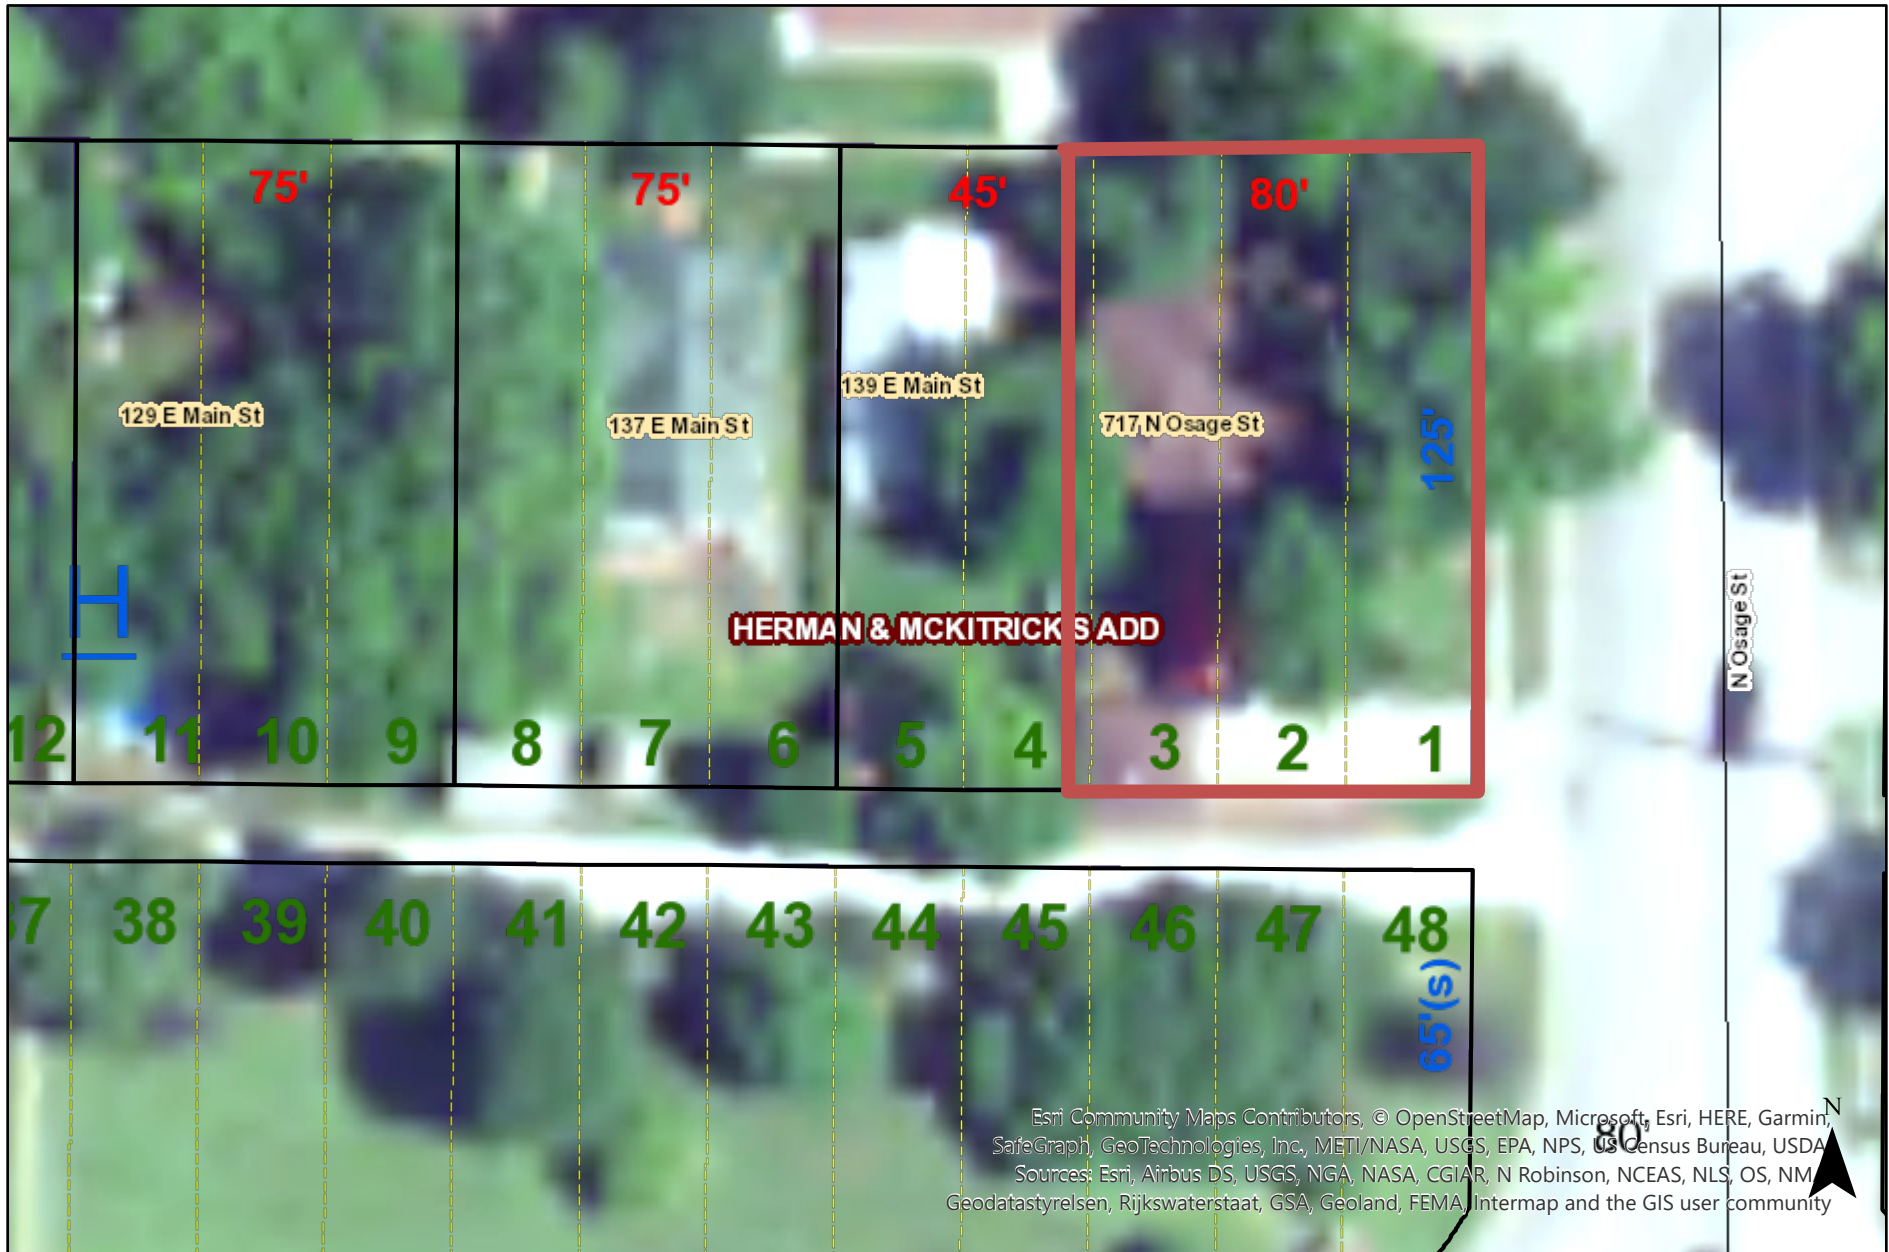 75'
75'
45'
80'
129 E Main St
137 E Main St
139 E Main St
717 N Osage St
125'
H
HERMAN & MCKITRICK'S ADD
N Osage St
12 11 10 9 8 7 6 5 4 3 2 1
37 38 39 40 41 42 43 44 45 46 47 48
65'(s)
80'
N
Esri Community Maps Contributors, © OpenStreetMap, Microsoft, Esri, HERE, Garmin,
SafeGraph, GeoTechnologies, Inc., METI/NASA, USGS, EPA, NPS, US Census Bureau, USDA
Sources: Esri, Airbus DS, USGS, NGA, NASA, CGIAR, N Robinson, NCEAS, NLS, OS, NMA
Geodatastyrelsen, Rijkswaterstaat, GSA, Geoland, FEMA, Intermap and the GIS user community